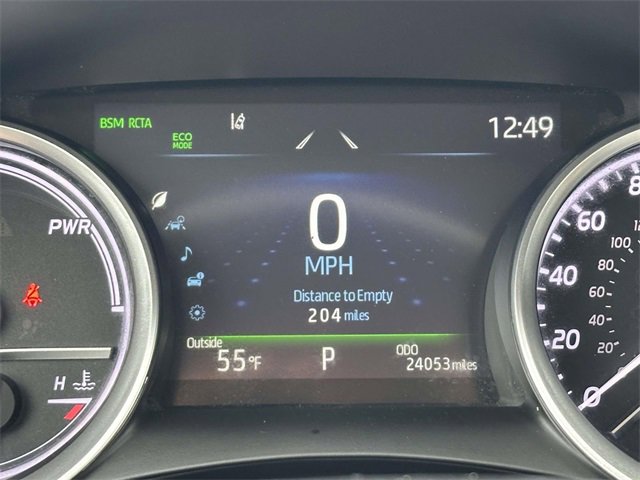 BSM RCTA
ECO
MODE
12:49
PWR
0
MPH
Distance to Empty
204 miles
Outside
55°F
P
ODO
24053 miles
H
60
40
20
0
100
80
60
40
20